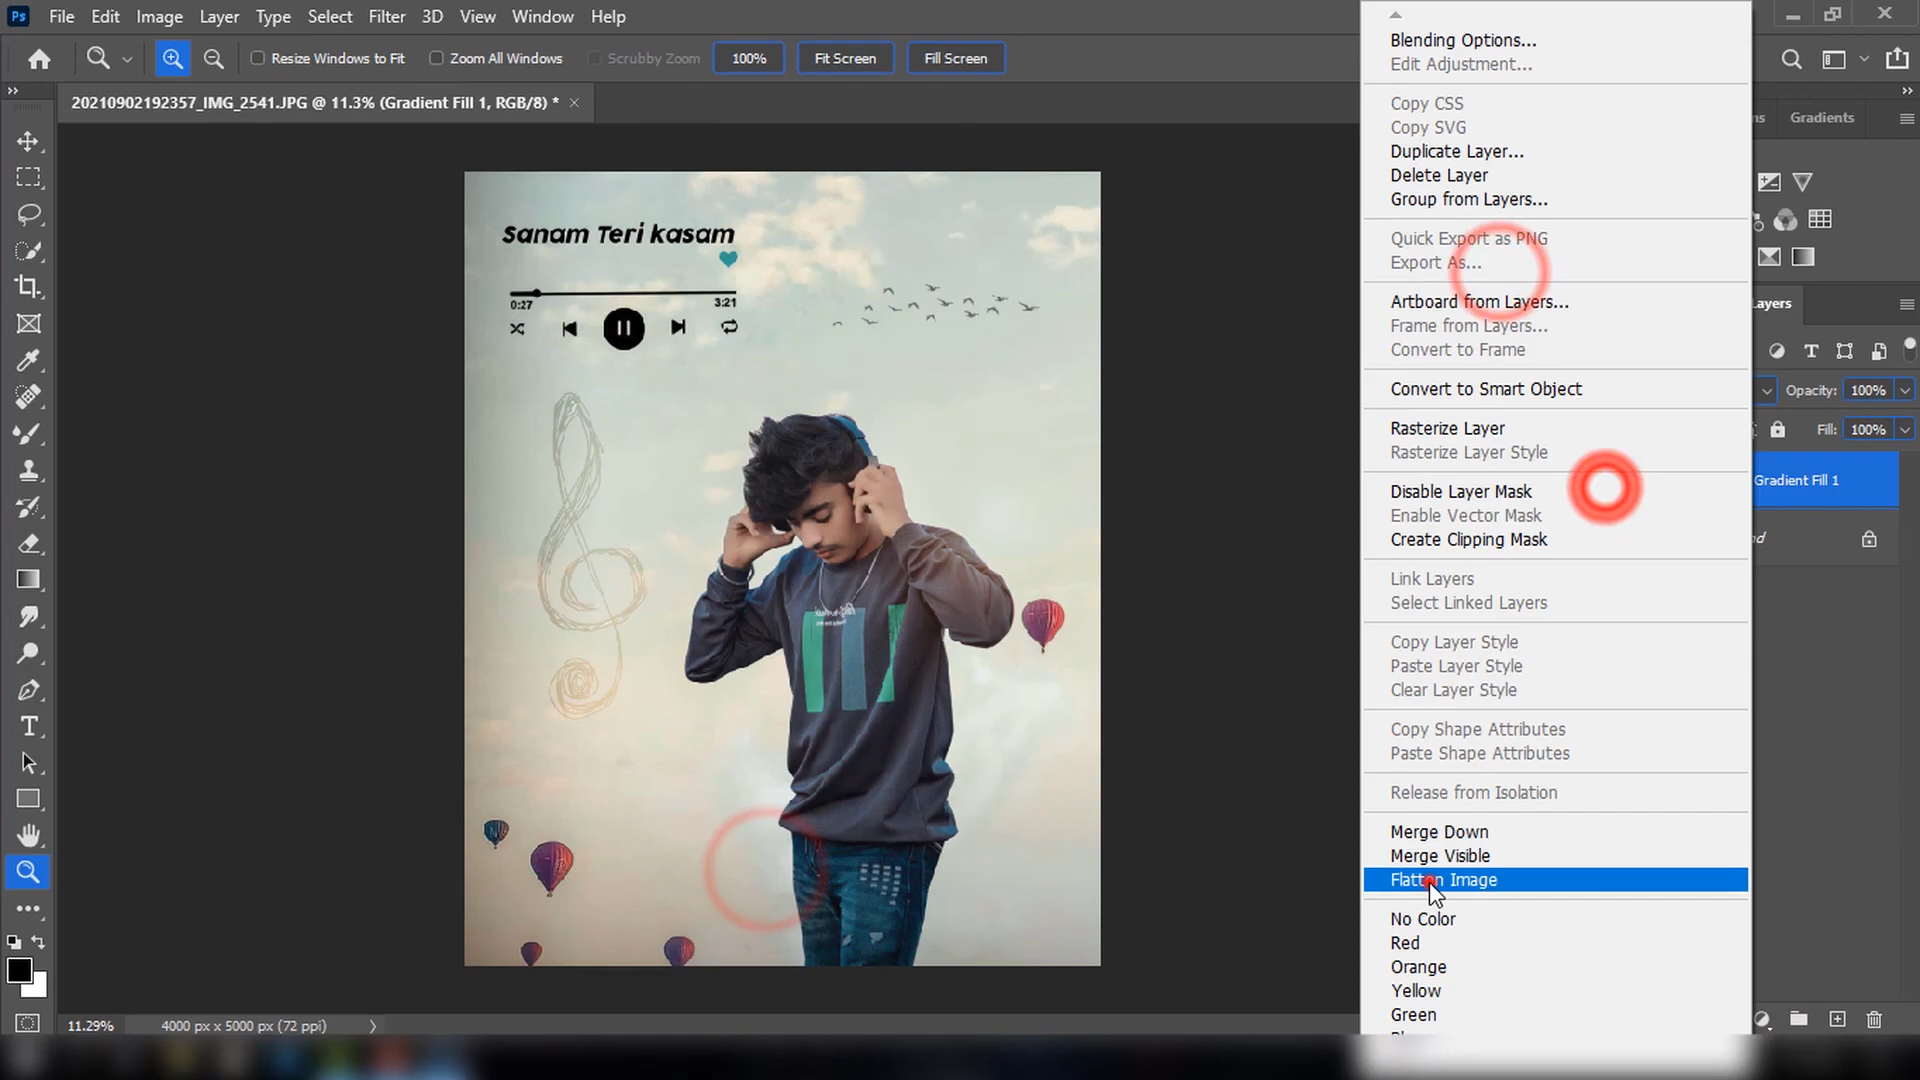 Ps File Edit Image Layer Type Select Filter 3D View Window Help
Resize Windows to Fit Zoom All Windows Scrubby Zoom 100% Fit Screen Fill Screen
20210902192357_IMG_2541.JPG @ 11.3% (Gradient Fill 1, RGB/8) *
Sanam Teri kasam
0:27 3:21
11.29% 4000 px x 5000 px (72 ppi)
Blending Options...
Edit Adjustment...
Copy CSS
Copy SVG
Duplicate Layer...
Delete Layer
Group from Layers...
Quick Export as PNG
Export As...
Artboard from Layers...
Frame from Layers...
Convert to Frame
Convert to Smart Object
Rasterize Layer
Rasterize Layer Style
Disable Layer Mask
Enable Vector Mask
Create Clipping Mask
Link Layers
Select Linked Layers
Copy Layer Style
Paste Layer Style
Clear Layer Style
Copy Shape Attributes
Paste Shape Attributes
Release from Isolation
Merge Down
Merge Visible
Flatten Image
No Color
Red
Orange
Yellow
Green
Gradients
Layers
Opacity: 100%
Fill: 100%
Gradient Fill 1